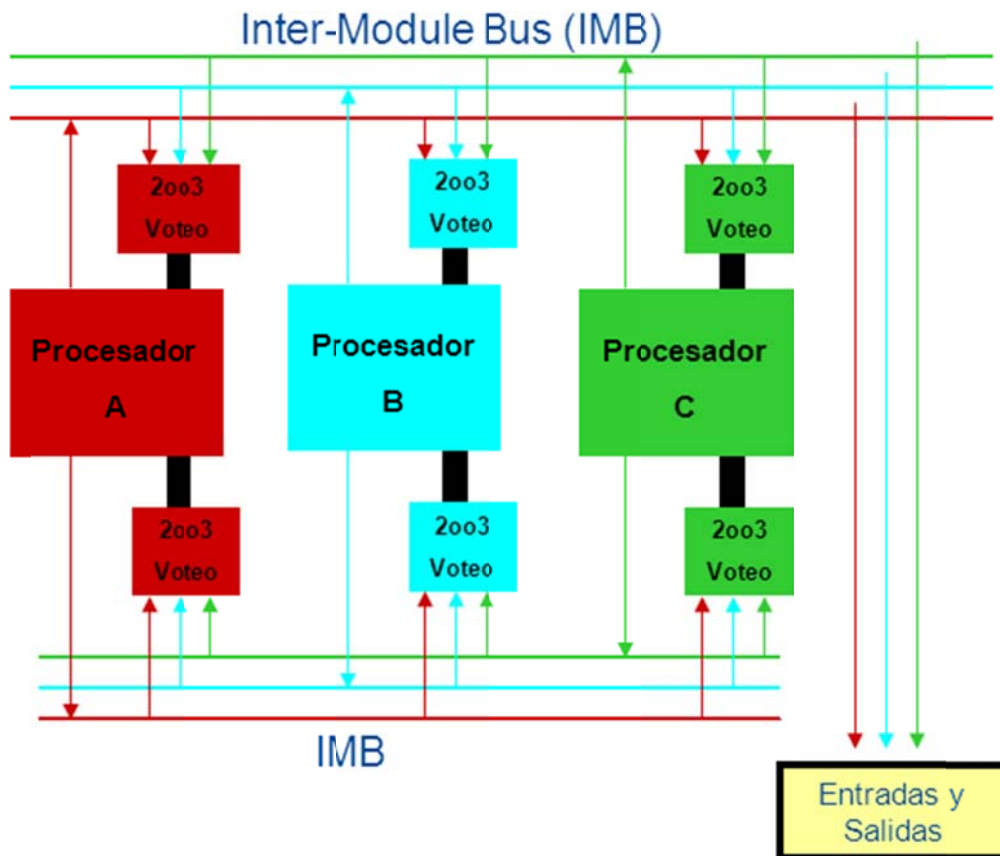 Inter-Module Bus (IMB)
2oo3
Voteo
2oo3
Voteo
2oo3
Voteo
Procesador
A
Procesador
B
Procesador
C
2oo3
Voteo
2oo3
Voteo
2oo3
Voteo
IMB
Entradas y
Salidas